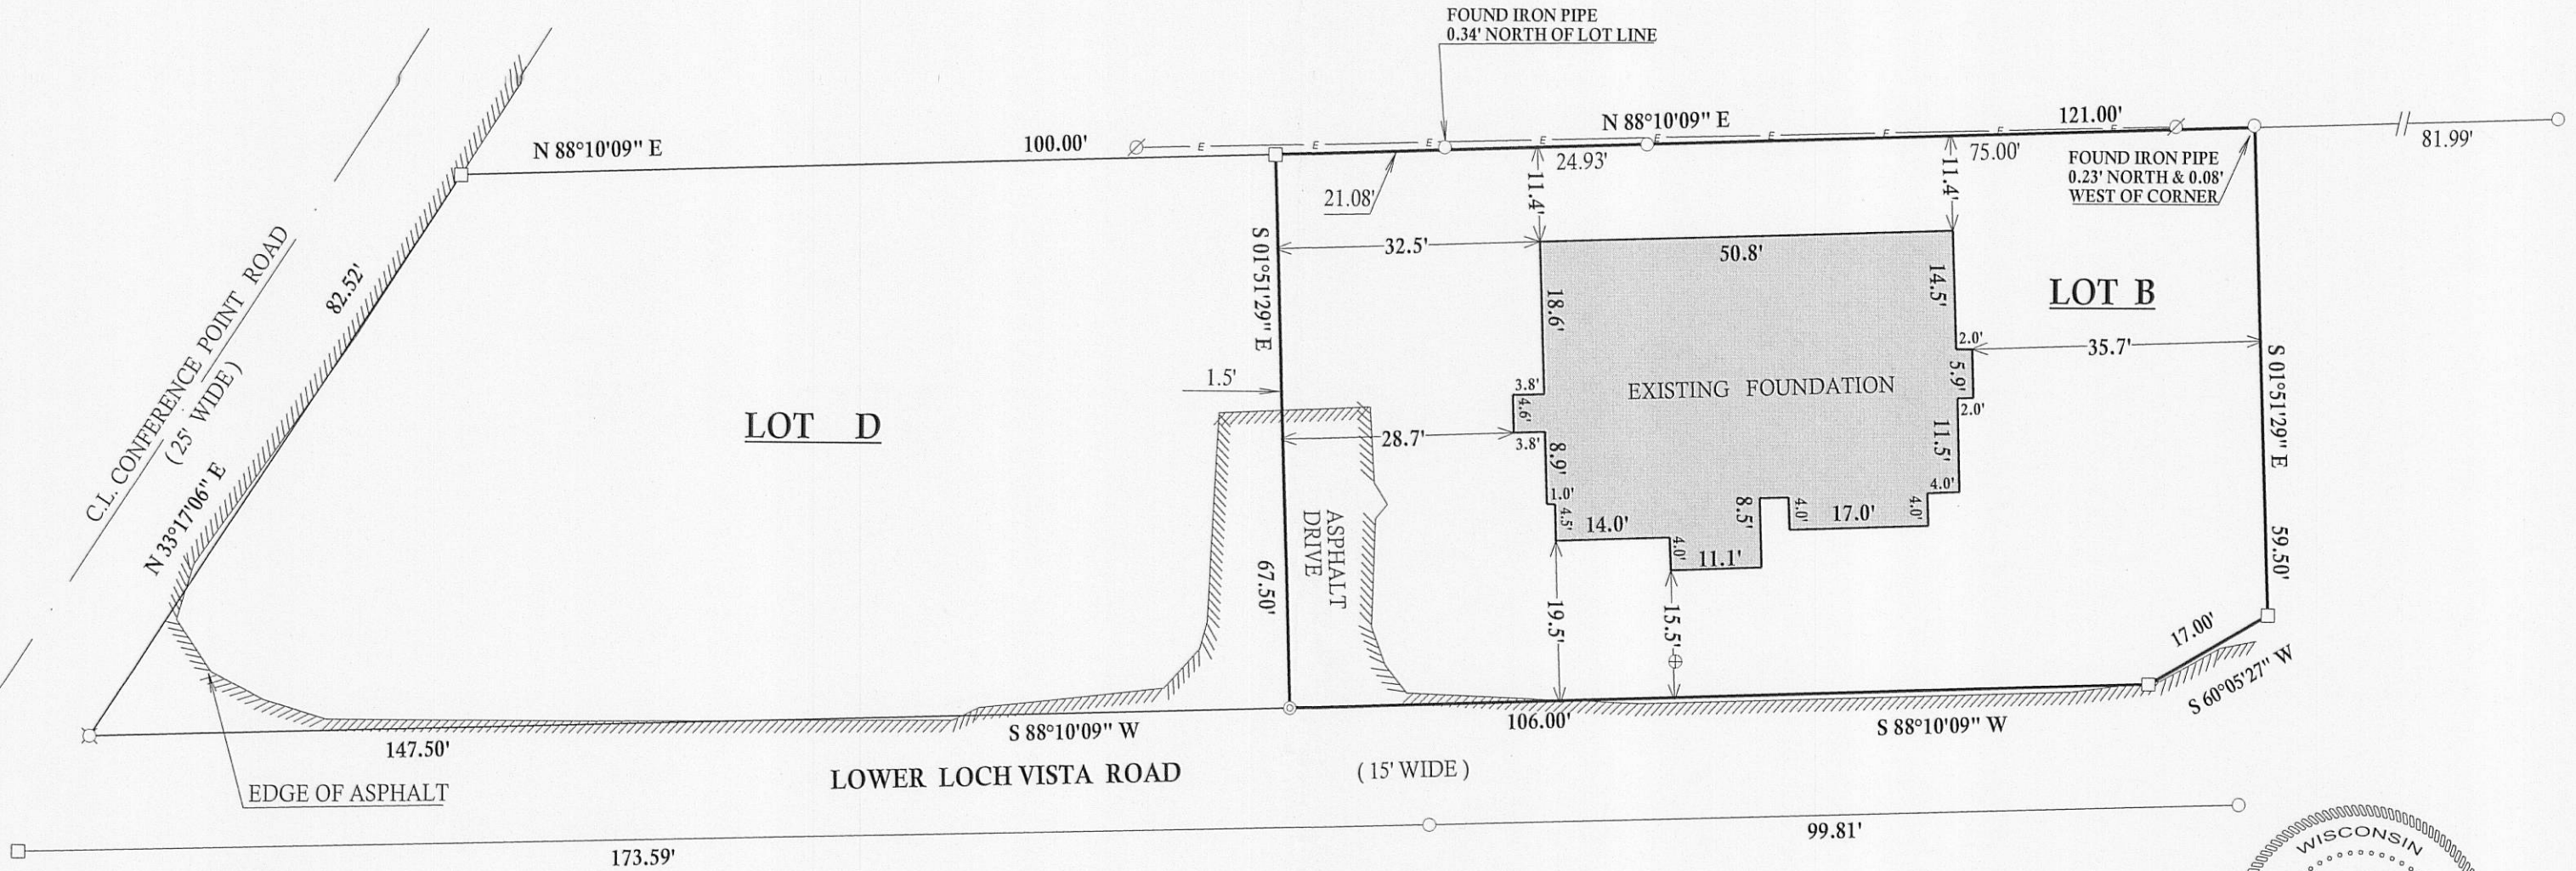 FOUND IRON PIPE
0.34' NORTH OF LOT LINE
N 88°10'09" E
100.00'
E E E E E E E E E
N 88°10'09" E
121.00'
81.99'
21.08'
24.93'
75.00'
11.4'
11.4'
FOUND IRON PIPE
0.23' NORTH & 0.08'
WEST OF CORNER
C.L. CONFERENCE POINT ROAD
( 25' WIDE )
82.52'
N 33°17'06" E
LOT D
S 01°51'29" E
67.50'
1.5'
32.5'
28.7'
50.8'
18.6'
3.8'
4.6'
3.8'
8.9'
1.0'
4.5'
14.0'
4.0'
11.1'
8.5'
4.0'
17.0'
4.0'
4.0'
11.5'
2.0'
5.9'
2.0'
14.5'
EXISTING FOUNDATION
LOT B
35.7'
S 01°51'29" E
59.50'
ASPHALT
DRIVE
19.5'
15.5'
17.00'
S 60°05'27" W
147.50'
S 88°10'09" W
106.00'
S 88°10'09" W
EDGE OF ASPHALT
LOWER LOCH VISTA ROAD
( 15' WIDE )
173.59'
99.81'
WISCONSIN